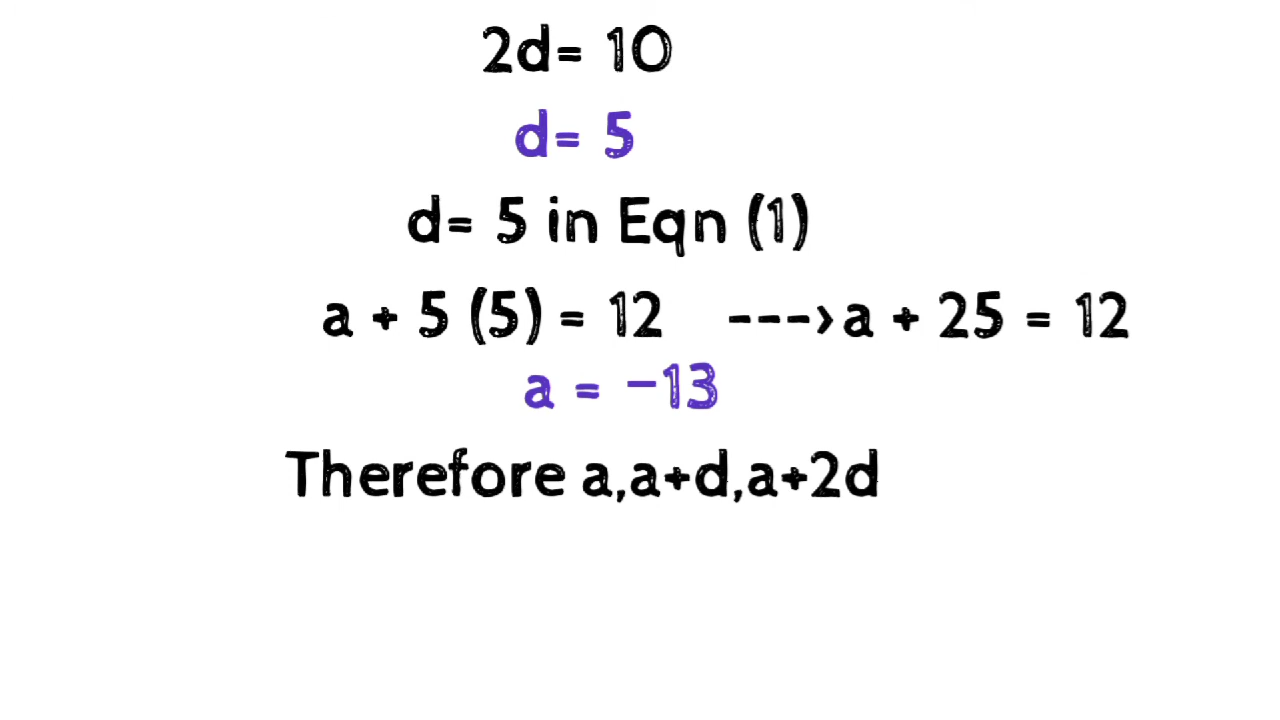 2d= 10
d= 5
d= 5 in Eqn (1)
a + 5 (5) = 12 ---> a + 25 = 12
a = -13
Therefore a,a+d,a+2d